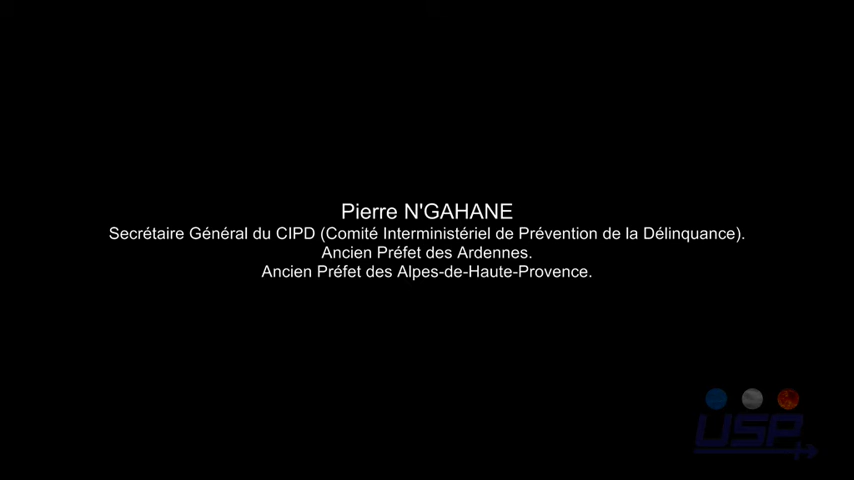 Pierre N'GAHANE
Secrétaire Général du CIPD (Comité Interministériel de Prévention de la Délinquance).
Ancien Préfet des Ardennes.
Ancien Préfet des Alpes-de-Haute-Provence.
USP